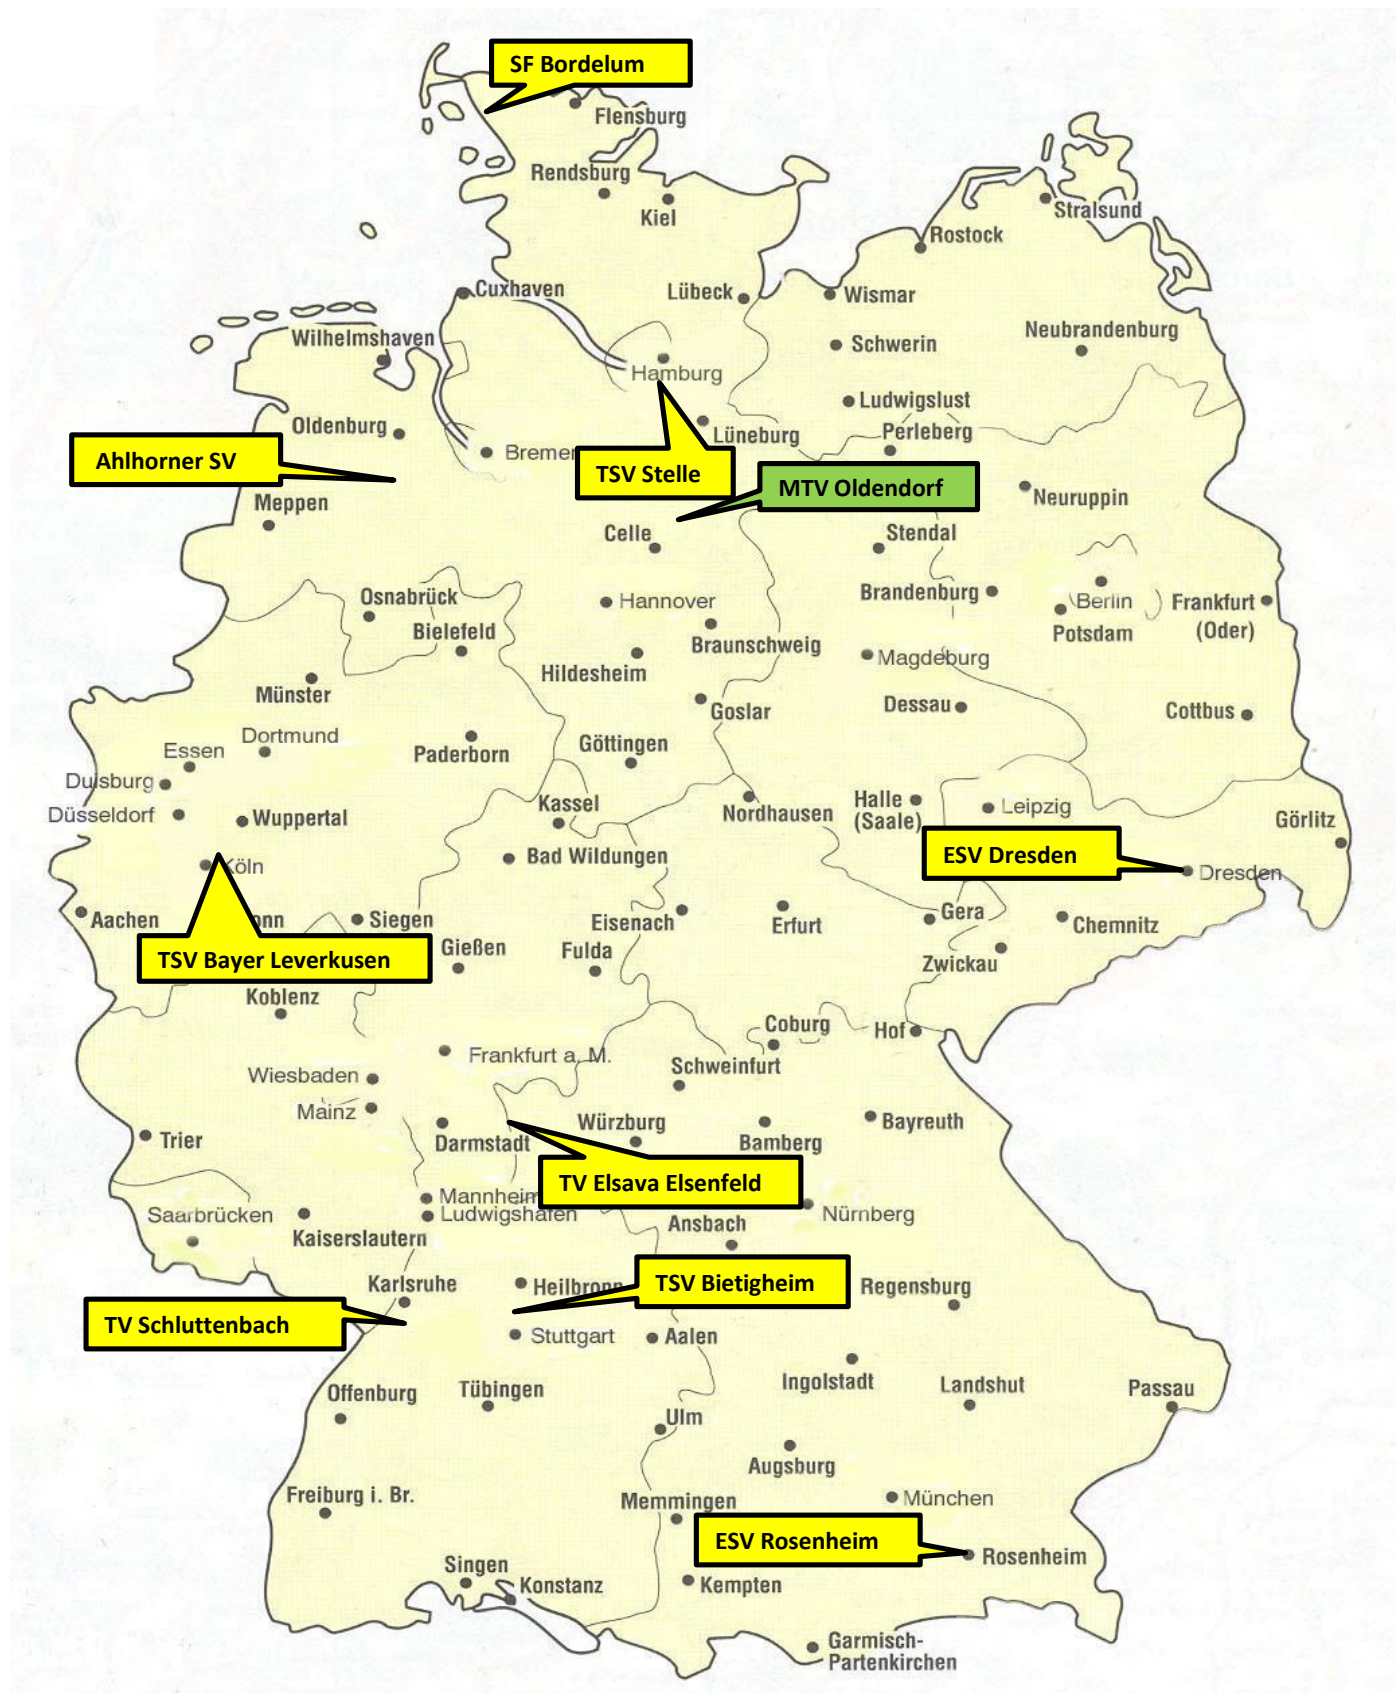 SF Bordelum
Flensburg
Rendsburg
Kiel
Stralsund
Rostock
Cuxhaven
Lübeck
Wismar
Wilhelmshaven
Neubrandenburg
Schwerin
Hamburg
Ludwigslust
Oldenburg
Lüneburg
Perleberg
Bremen
Ahlhorner SV
TSV Stelle
MTV Oldendorf
Neuruppin
Meppen
Celle
Stendal
Osnabrück
Hannover
Brandenburg
Berlin
Frankfurt
(Oder)
Potsdam
Bielefeld
Braunschweig
Magdeburg
Hildesheim
Münster
Goslar
Dessau
Cottbus
Dortmund
Essen
Paderborn
Göttingen
Duisburg
Düsseldorf
Wuppertal
Kassel
Nordhausen
Halle
(Saale)
Leipzig
Görlitz
ESV Dresden
Köln
Bad Wildungen
Dresden
Aachen
onn
Siegen
Eisenach
Erfurt
Gera
Chemnitz
TSV Bayer Leverkusen
Gießen
Fulda
Zwickau
Koblenz
Coburg
Hof
Frankfurt a. M.
Schweinfurt
Wiesbaden
Mainz
Würzburg
Bayreuth
Trier
Darmstadt
Bamberg
TV Elsava Elsenfeld
Mannheim
Ludwigshafen
Saarbrücken
Nürnberg
Kaiserslautern
Ansbach
Karlsruhe
Heilbronn
TSV Bietigheim
Regensburg
TV Schluttenbach
Stuttgart
Aalen
Offenburg
Tübingen
Ingolstadt
Landshut
Passau
Ulm
Augsburg
Freiburg i. Br.
Memmingen
München
ESV Rosenheim
Rosenheim
Singen
Konstanz
Kempten
Garmisch-
Partenkirchen